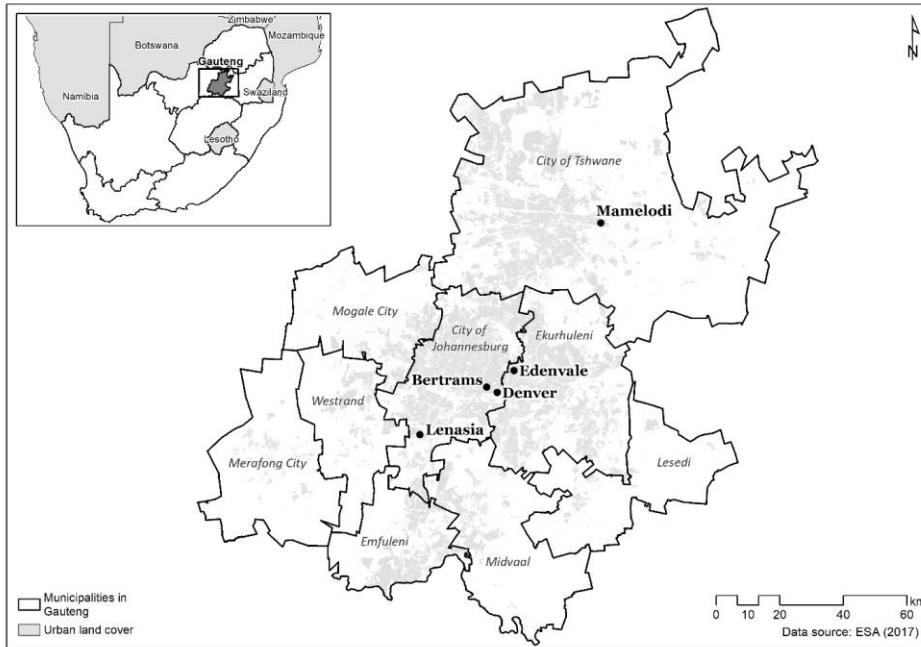 Zimbabwe
Mozambique
Botswana
Gauteng
Namibia
Swaziland
Lesotho
N
City of Tshwane
Mamelodi
Mogale City
City of
Johannesburg
Ekurhuleni
Edenvale
Bertrams
Denver
Westrand
Lenasia
Merafong City
Lesedi
Emfuleni
Midvaal
Municipalities in
Gauteng
Urban land cover
0 10 20 40 60
km
Data source: ESA (2017)